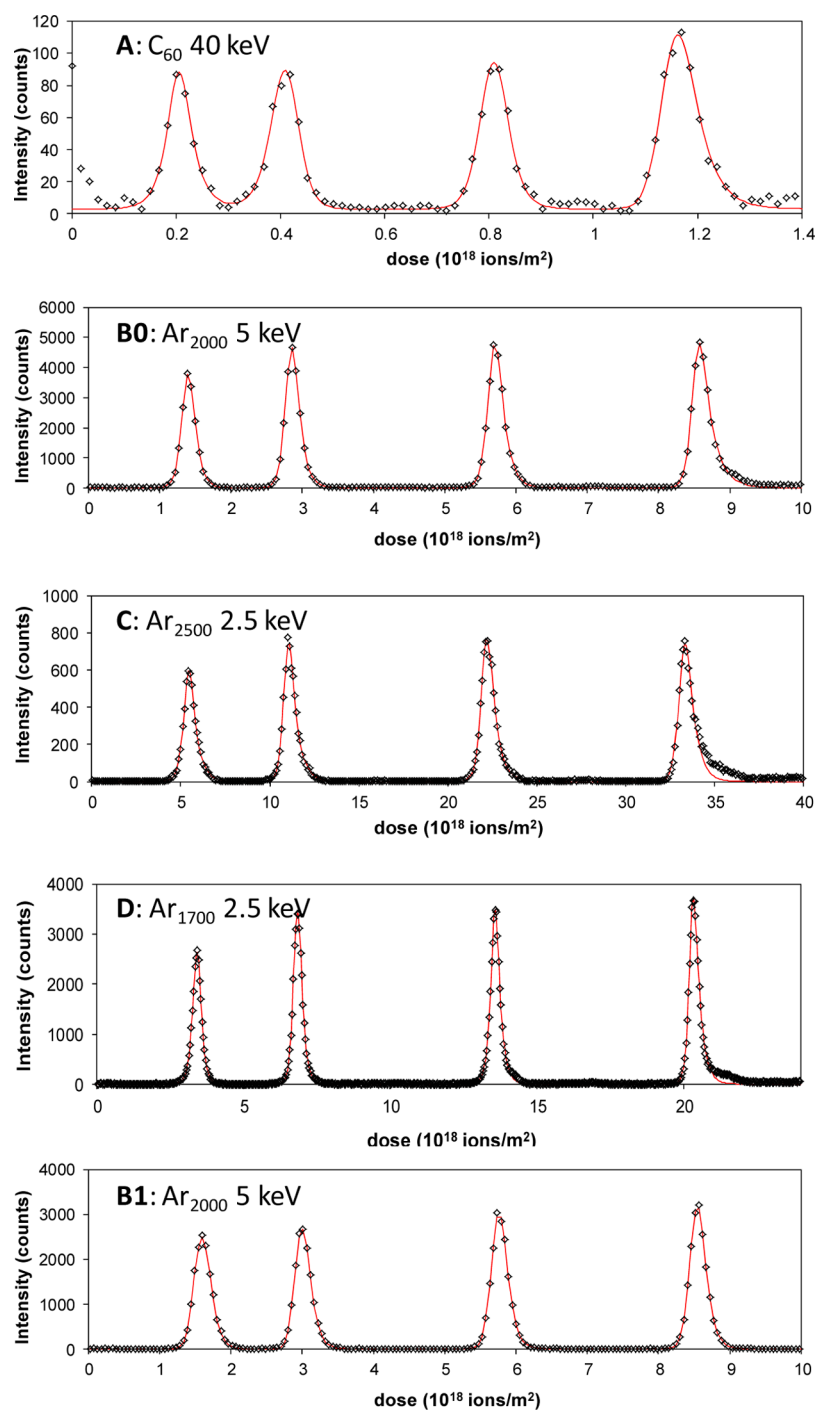 A: C60 40 keV
Intensity (counts)
120
100
80
60
40
20
0
0 0.2 0.4 0.6 0.8 1 1.2 1.4
dose (10^18 ions/m^2)
B0: Ar2000 5 keV
Intensity (counts)
6000
5000
4000
3000
2000
1000
0
0 1 2 3 4 5 6 7 8 9 10
dose (10^18 ions/m^2)
C: Ar2500 2.5 keV
Intensity (counts)
1000
800
600
400
200
0
0 5 10 15 20 25 30 35 40
dose (10^18 ions/m^2)
D: Ar1700 2.5 keV
Intensity (counts)
4000
3000
2000
1000
0
0 5 10 15 20
dose (10^18 ions/m^2)
B1: Ar2000 5 keV
Intensity (counts)
4000
3000
2000
1000
0
0 1 2 3 4 5 6 7 8 9 10
dose (10^18 ions/m^2)